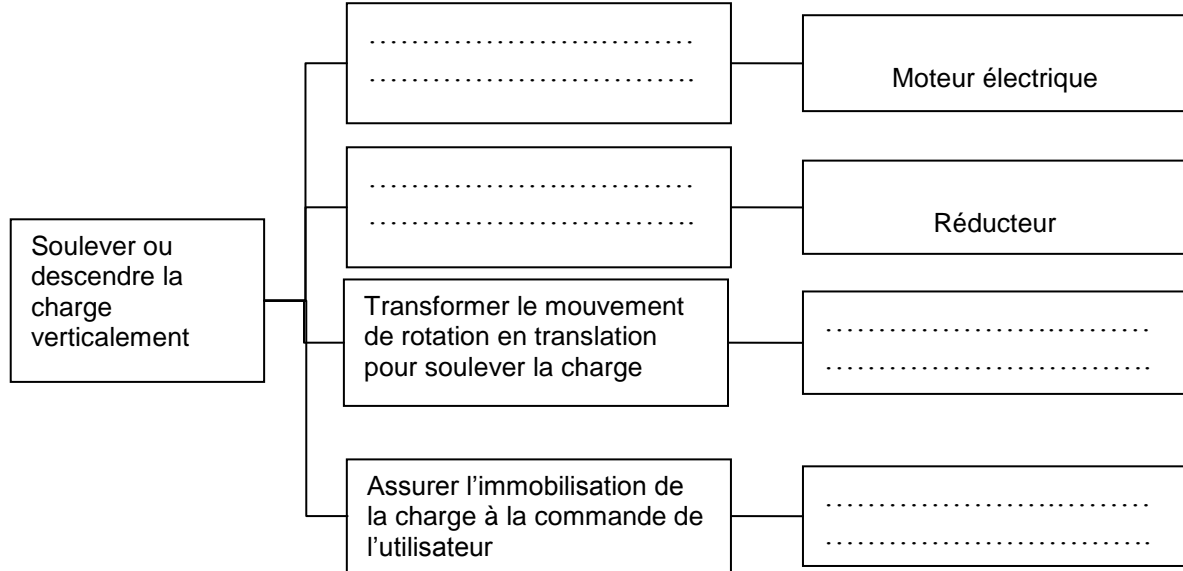 ……………………..………
…………………………….
Moteur électrique
………………..………….
…………………………….
Réducteur
Soulever ou
descendre la
charge
verticalement
Transformer le mouvement
de rotation en translation
pour soulever la charge
……………………..………
…………………………….
Assurer l’immobilisation de
la charge à la commande de
l’utilisateur
……………………..………
…………………………….